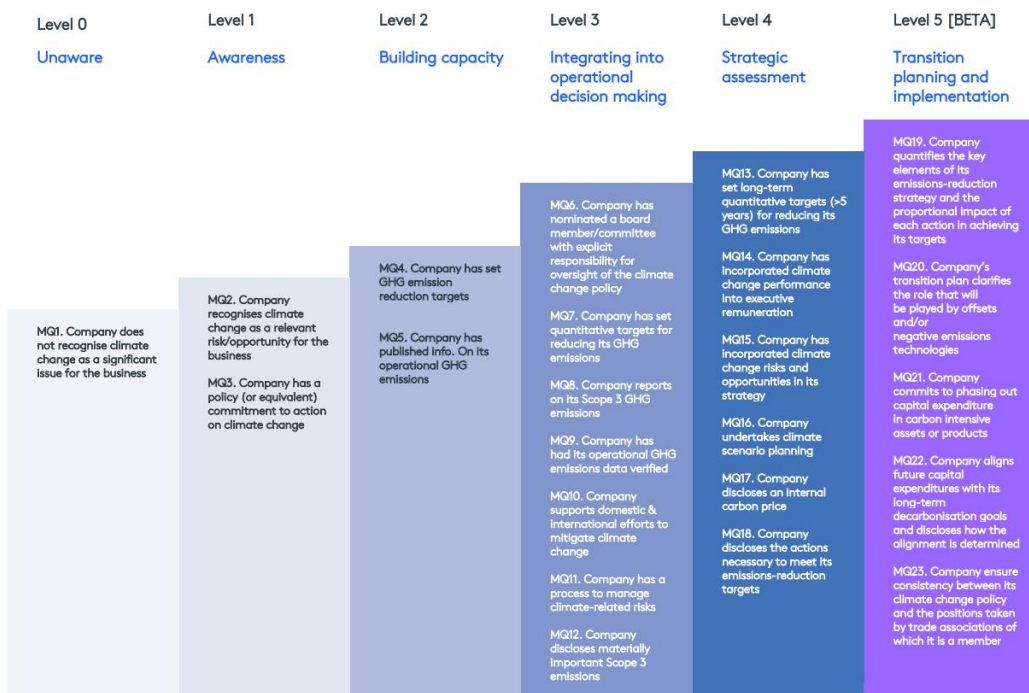 Level 0
Unaware
MQ1. Company does
not recognise climate
change as a significant
issue for the business
Level 1
Awareness
MQ2. Company
recognises climate
change as a relevant
risk/opportunity for the
business
MQ3. Company has a
policy (or equivalent)
commitment to action
on climate change
Level 2
Building capacity
MQ4. Company has set
GHG emission
reduction targets
MQ5. Company has
published info. On its
operational GHG
emissions
Level 3
Integrating into
operational
decision making
MQ6. Company has
nominated a board
member/committee
with explicit
responsibility for
oversight of the climate
change policy
MQ7. Company has set
quantitative targets for
reducing its GHG
emissions
MQ8. Company reports
on its Scope 3 GHG
emissions
MQ9. Company has
had its operational GHG
emissions data verified
MQ10. Company
supports domestic &
international efforts to
mitigate climate
change
MQ11. Company has a
process to manage
climate-related risks
MQ12. Company
discloses materially
important Scope 3
emissions
Level 4
Strategic
assessment
MQ13. Company has
set long-term
quantitative targets (>5
years) for reducing its
GHG emissions
MQ14. Company has
incorporated climate
change performance
into executive
remuneration
MQ15. Company has
incorporated climate
change risks and
opportunities in its
strategy
MQ16. Company
undertakes climate
scenario planning
MQ17. Company
discloses an internal
carbon price
MQ18. Company
discloses the actions
necessary to meet its
emissions-reduction
targets
Level 5 [BETA]
Transition
planning and
implementation
MQ19. Company
quantifies the key
elements of its
emissions-reduction
strategy and the
proportional impact of
each action in achieving
its targets
MQ20. Company's
transition plan clarifies
the role that will
be played by offsets
and/or
negative emissions
technologies
MQ21. Company
commits to phasing out
capital expenditure
in carbon intensive
assets or products
MQ22. Company aligns
future capital
expenditures with its
long-term
decarbonisation goals
and discloses how the
alignment is determined
MQ23. Company ensure
consistency between its
climate change policy
and the positions taken
by trade associations of
which it is a member